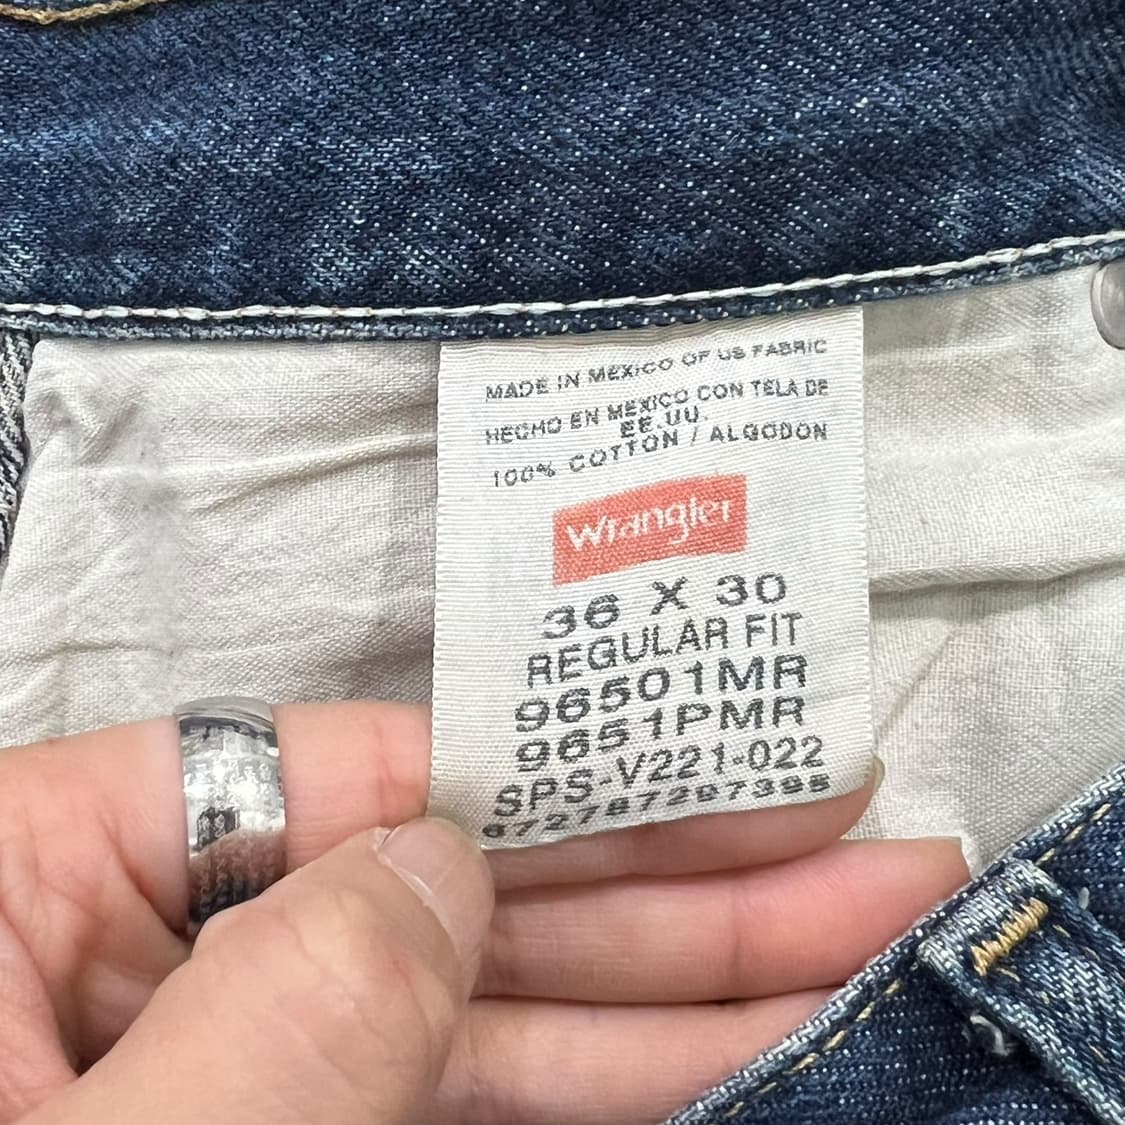 MADE IN MEXICO OF US FABRIC
HECHO EN MEXICO CON TELA DE
EE.UU.
100% COTTON / ALGODON
Wrangler
36 X 30
REGULAR FIT
96501MR
9651PMR
SPS-V221-022